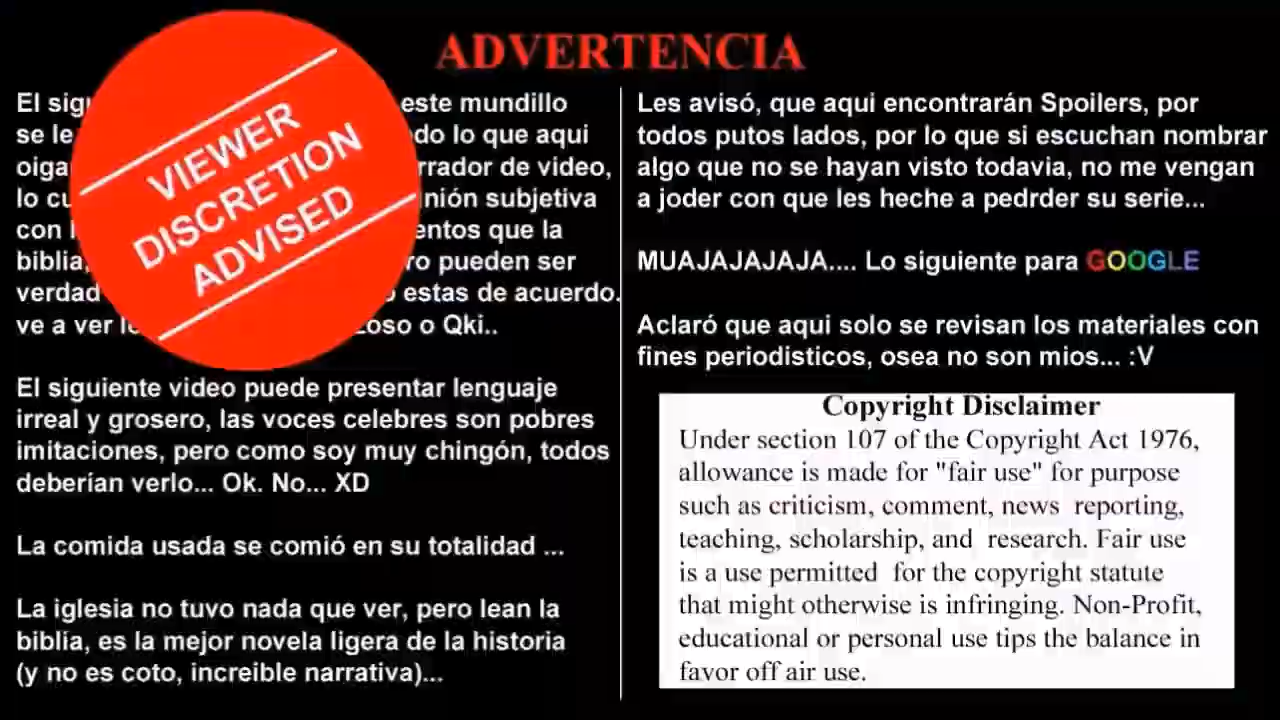 ADVERTENCIA
El este mundillo
se le lo que aqui
de video,
subjetiva
con que la
biblia, pueden ser
verdad estas de acuerdo.
ve a ver o Qki..
VIEWER
DISCRETION
ADVISED
El siguiente video puede presentar lenguaje
irreal y grosero, las voces celebres son pobres
imitaciones, pero como soy muy chingón, todos
deberían verlo... Ok. No... XD
La comida usada se comió en su totalidad ...
La iglesia no tuvo nada que ver, pero lean la
biblia, es la mejor novela ligera de la historia
(y no es coto, increible narrativa)...
Les avisó, que aqui encontrarán Spoilers, por
todos putos lados, por lo que si escuchan nombrar
algo que no se hayan visto todavia, no me vengan
a joder con que les heche a pedrder su serie...
MUAJAJAJAJA.... Lo siguiente para GOOGLE
Aclaró que aqui solo se revisan los materiales con
fines periodisticos, osea no son mios... :V
Copyright Disclaimer
Under section 107 of the Copyright Act 1976,
allowance is made for "fair use" for purpose
such as criticism, comment, news reporting,
teaching, scholarship, and research. Fair use
is a use permitted for the copyright statute
that might otherwise is infringing. Non-Profit,
educational or personal use tips the balance in
favor off air use.